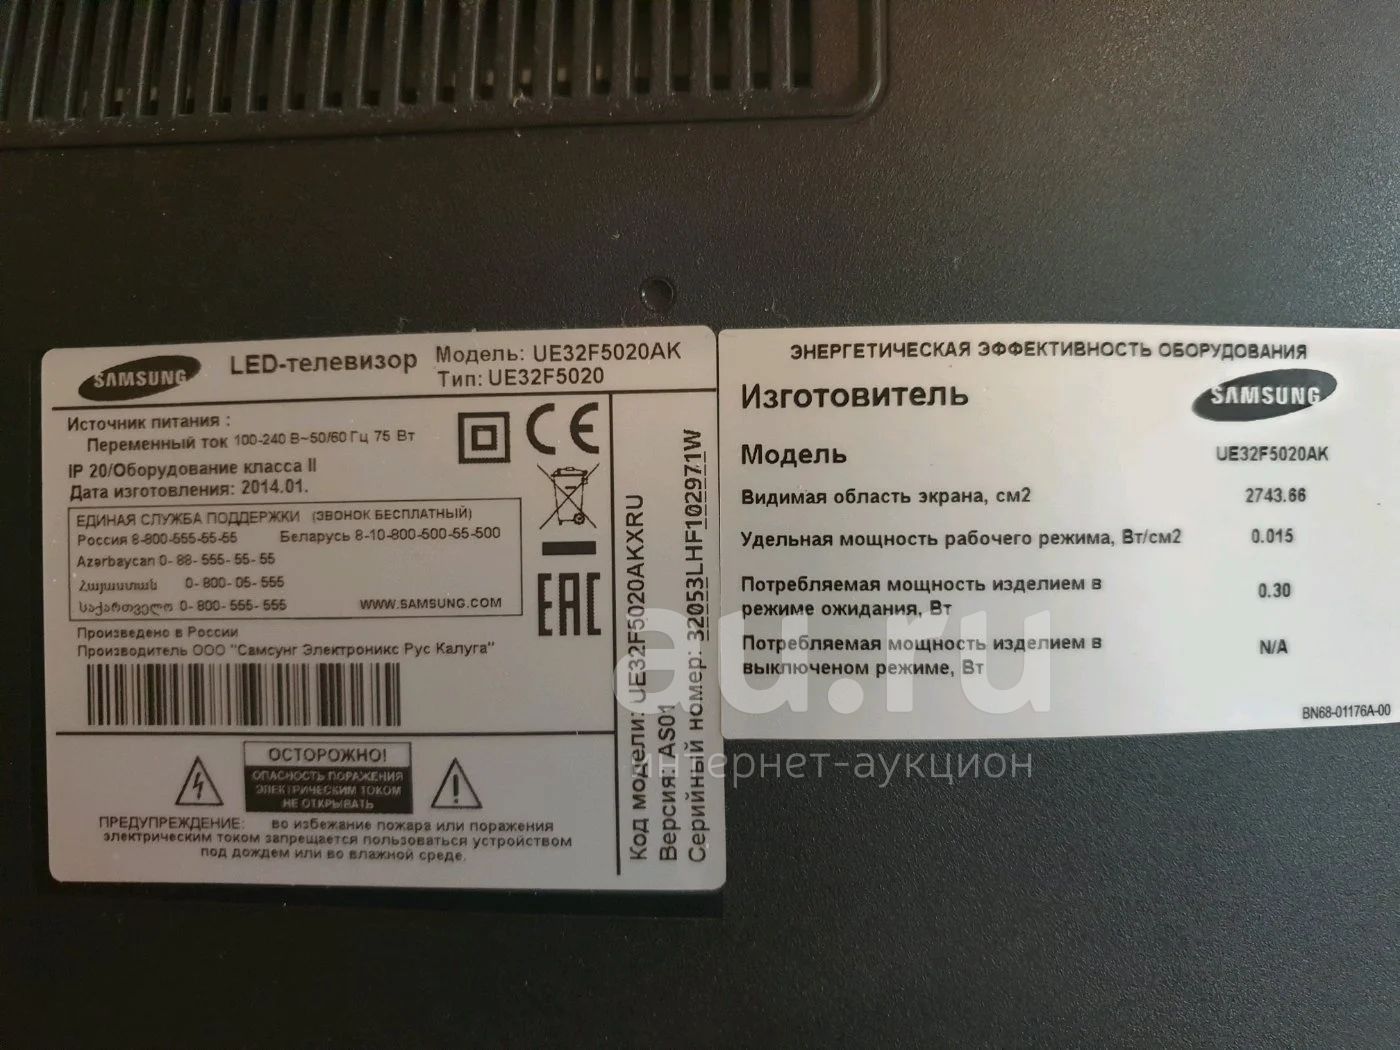 SAMSUNG
LED-телевизор
Модель: UE32F5020AK
Тип: UE32F5020
Источник питания :
Переменный ток 100-240 В~50/60 Гц 75 Вт
IP 20/Оборудование класса II
Дата изготовления: 2014.01.
ЕДИНАЯ СЛУЖБА ПОДДЕРЖКИ (ЗВОНОК БЕСПЛАТНЫЙ)
Россия 8-800-555-55-55 Беларусь 8-10-800-500-55-500
Azərbaycan 0-88-555-55-55
Հայաստան 0-800-05-555
საქართველო 0-800-555-555 WWW.SAMSUNG.COM
Произведено в России
Производитель ООО "Самсунг Электроникс Рус Калуга"
CE
EAC
ОСТОРОЖНО!
ОПАСНОСТЬ ПОРАЖЕНИЯ
ЭЛЕКТРИЧЕСКИМ ТОКОМ
НЕ ОТКРЫВАТЬ
ПРЕДУПРЕЖДЕНИЕ: во избежание пожара или поражения
электрическим током запрещается пользоваться устройством
под дождем или во влажной среде.
Код модели: UE32F5020AKXRU
Версия: AS01
Серийный номер: 32053LHF102971W
ЭНЕРГЕТИЧЕСКАЯ ЭФФЕКТИВНОСТЬ ОБОРУДОВАНИЯ
Изготовитель SAMSUNG
Модель UE32F5020AK
Видимая область экрана, см2 2743.66
Удельная мощность рабочего режима, Вт/см2 0.015
Потребляемая мощность изделием в
режиме ожидания, Вт 0.30
Потребляемая мощность изделием в
выключеном режиме, Вт N/A
BN68-01176A-00
au.ru
интернет-аукцион